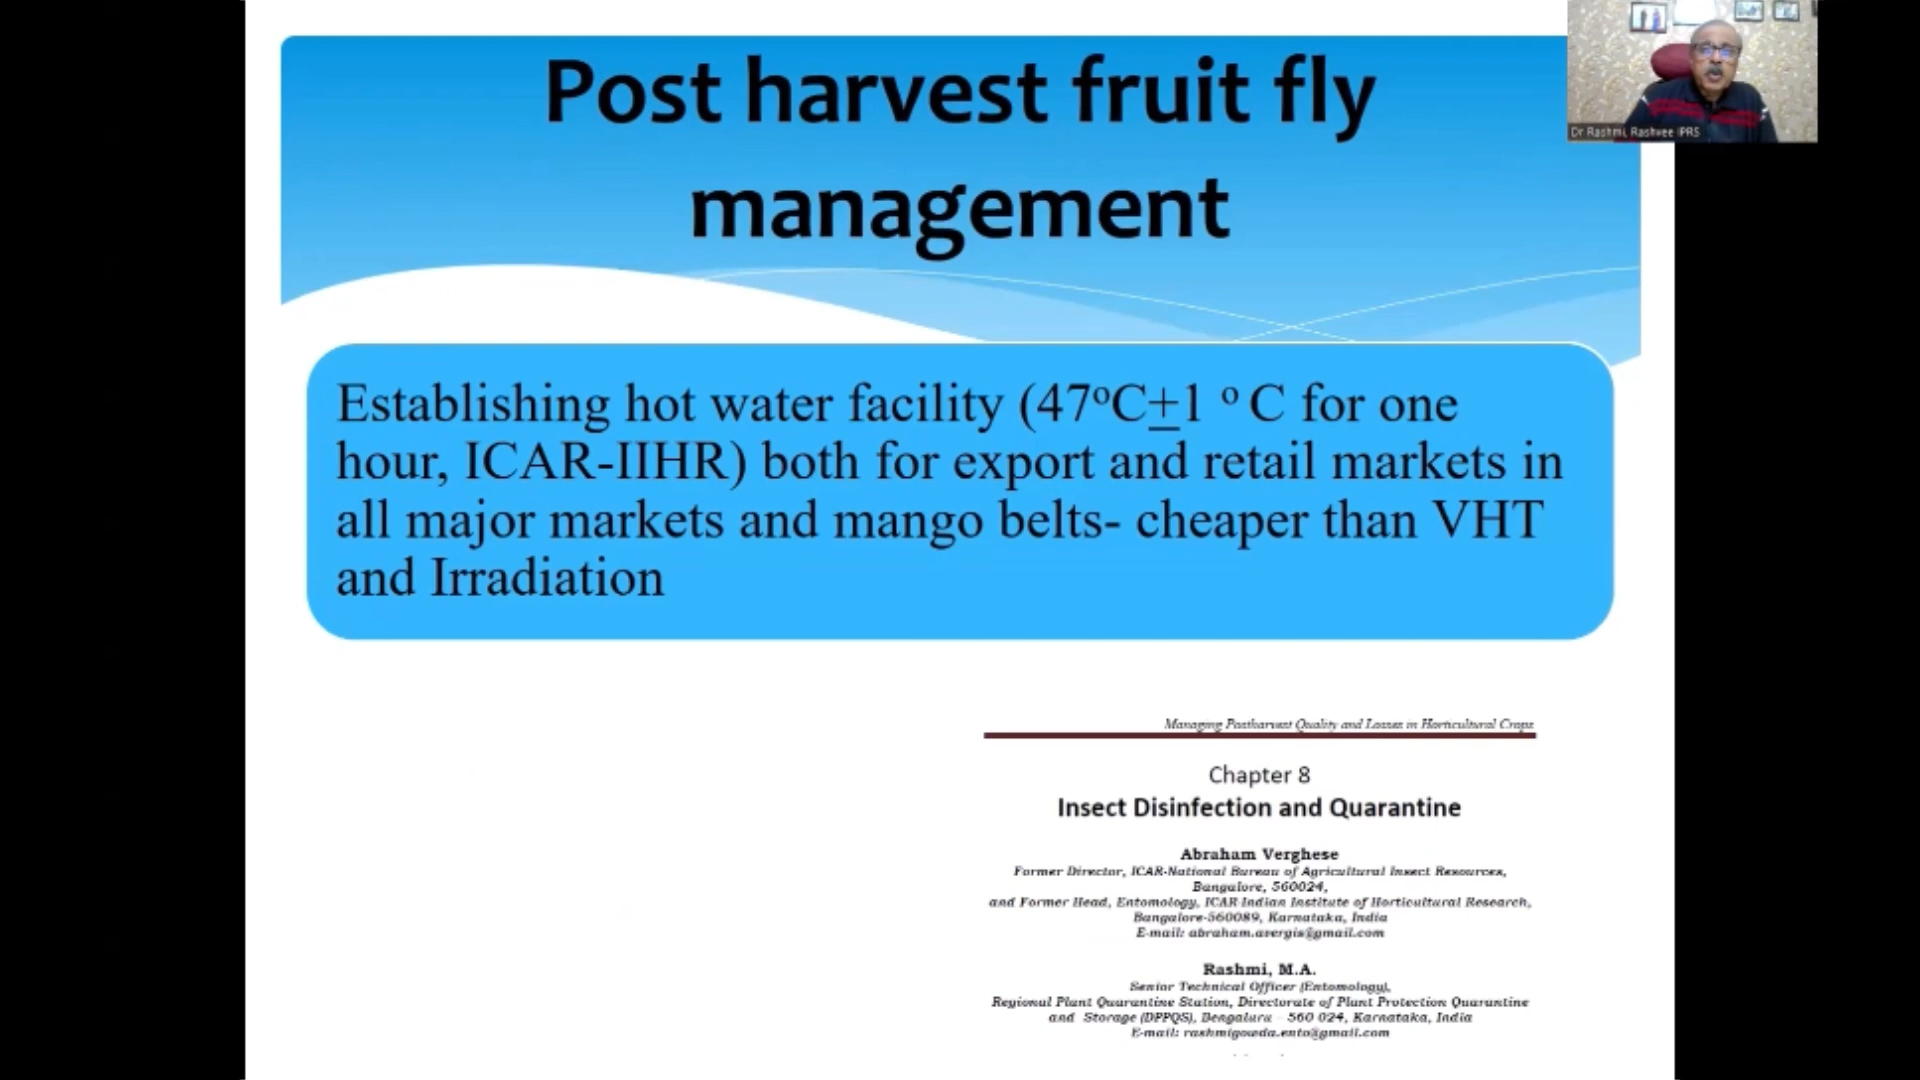 Post harvest fruit fly
management
Dr Rashmi, Rashvee IPRS
Establishing hot water facility (47ºC±1 º C for one
hour, ICAR-IIHR) both for export and retail markets in
all major markets and mango belts- cheaper than VHT
and Irradiation
Managing Postharvest Quality and Losses in Horticultural Crops
Chapter 8
Insect Disinfection and Quarantine
Abraham Verghese
Former Director, ICAR-National Bureau of Agricultural Insect Resources,
Bangalore, 560024,
and Former Head, Entomology, ICAR-Indian Institute of Horticultural Research,
Bangalore-560089, Karnataka, India
E-mail: abraham.avergis@gmail.com
Rashmi, M.A.
Senior Technical Officer (Entomology),
Regional Plant Quarantine Station, Directorate of Plant Protection Quarantine
and Storage (DPPQS), Bengaluru – 560 024, Karnataka, India
E-mail: rashmigowda.ento@gmail.com